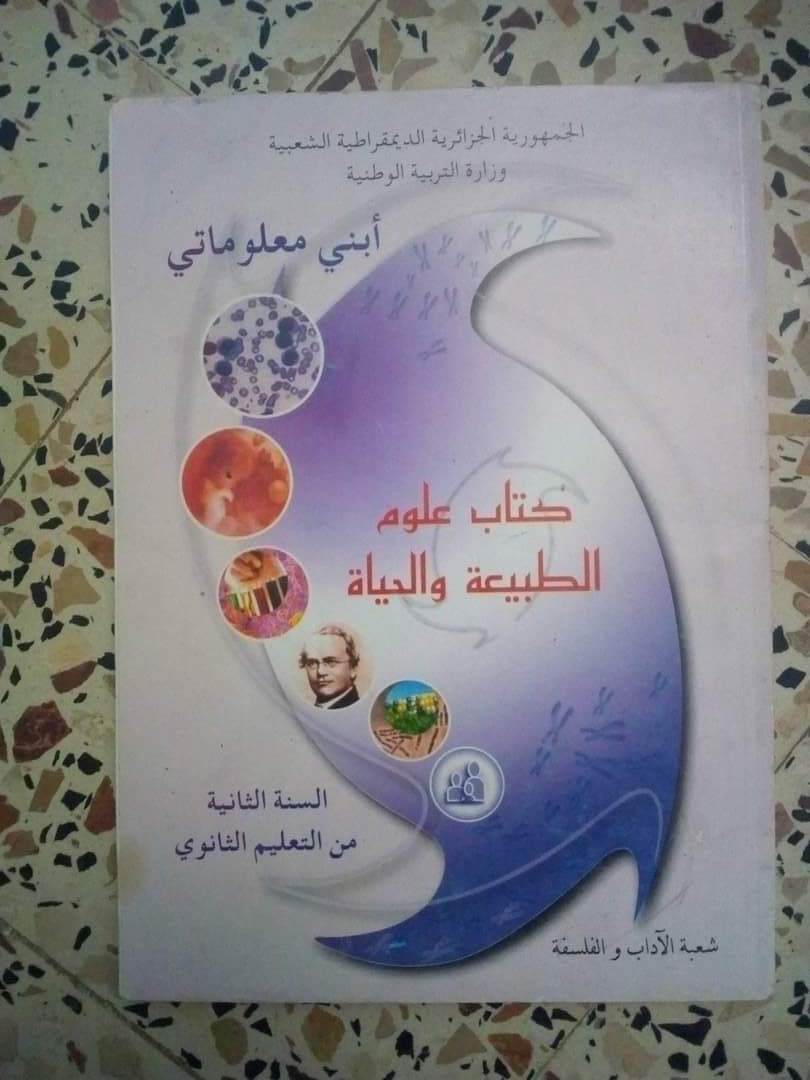 الجمهورية الجزائرية الديمقراطية الشعبية
وزارة التربية الوطنية
أبني معلوماتي
كتاب علوم
الطبيعة والحياة
السنة الثانية
من التعليم الثانوي
شعبة الآداب و الفلسفة